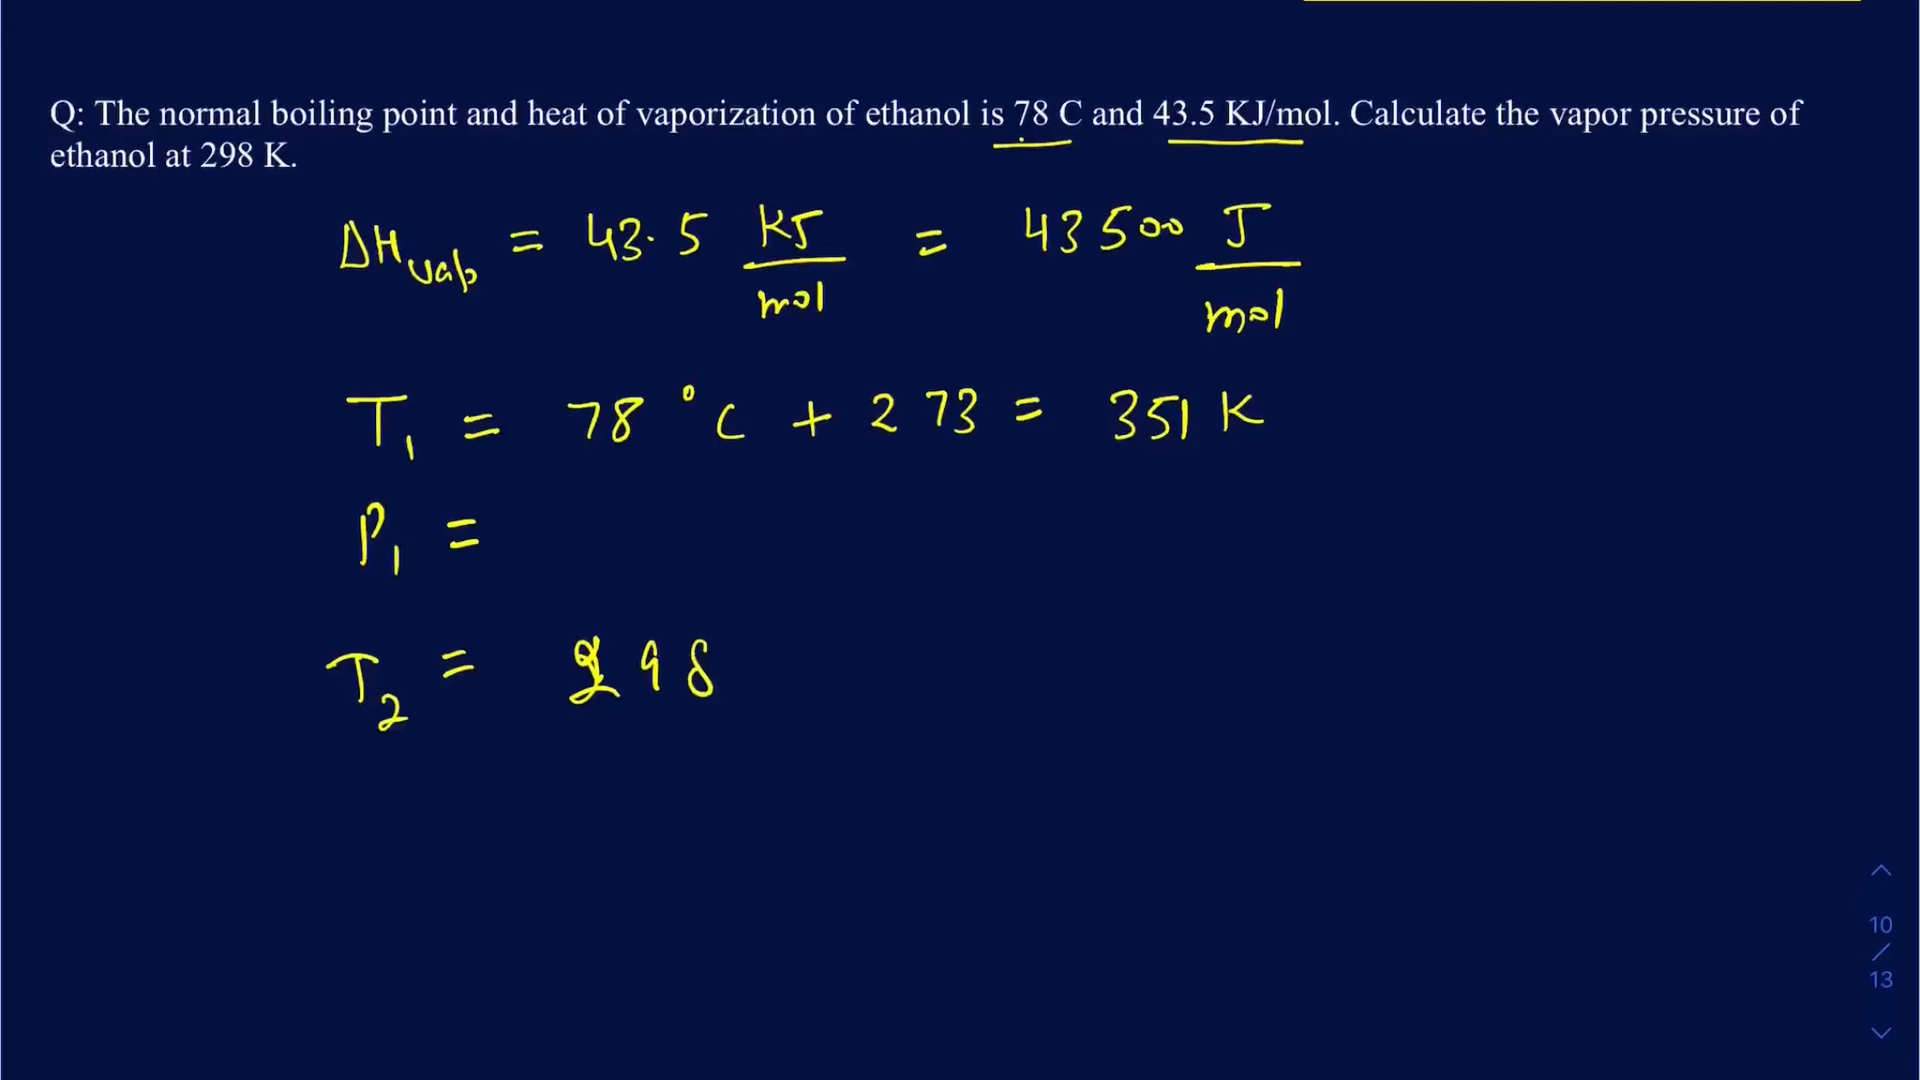 Q: The normal boiling point and heat of vaporization of ethanol is 78 C and 43.5 KJ/mol. Calculate the vapor pressure of
ethanol at 298 K.
ΔHvap = 43.5 KJ/mol = 43500 J/mol
T₁ = 78 °C + 273 = 351 K
P₁ =
T₂ = 298
10
/
13